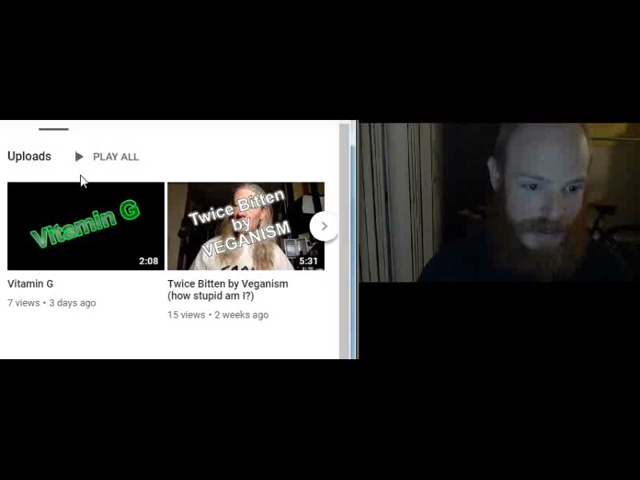 Uploads
PLAY ALL
Vitamin G
2:08
Twice Bitten
by
VEGANISM
5:31
Vitamin G
7 views • 3 days ago
Twice Bitten by Veganism
(how stupid am I?)
15 views • 2 weeks ago